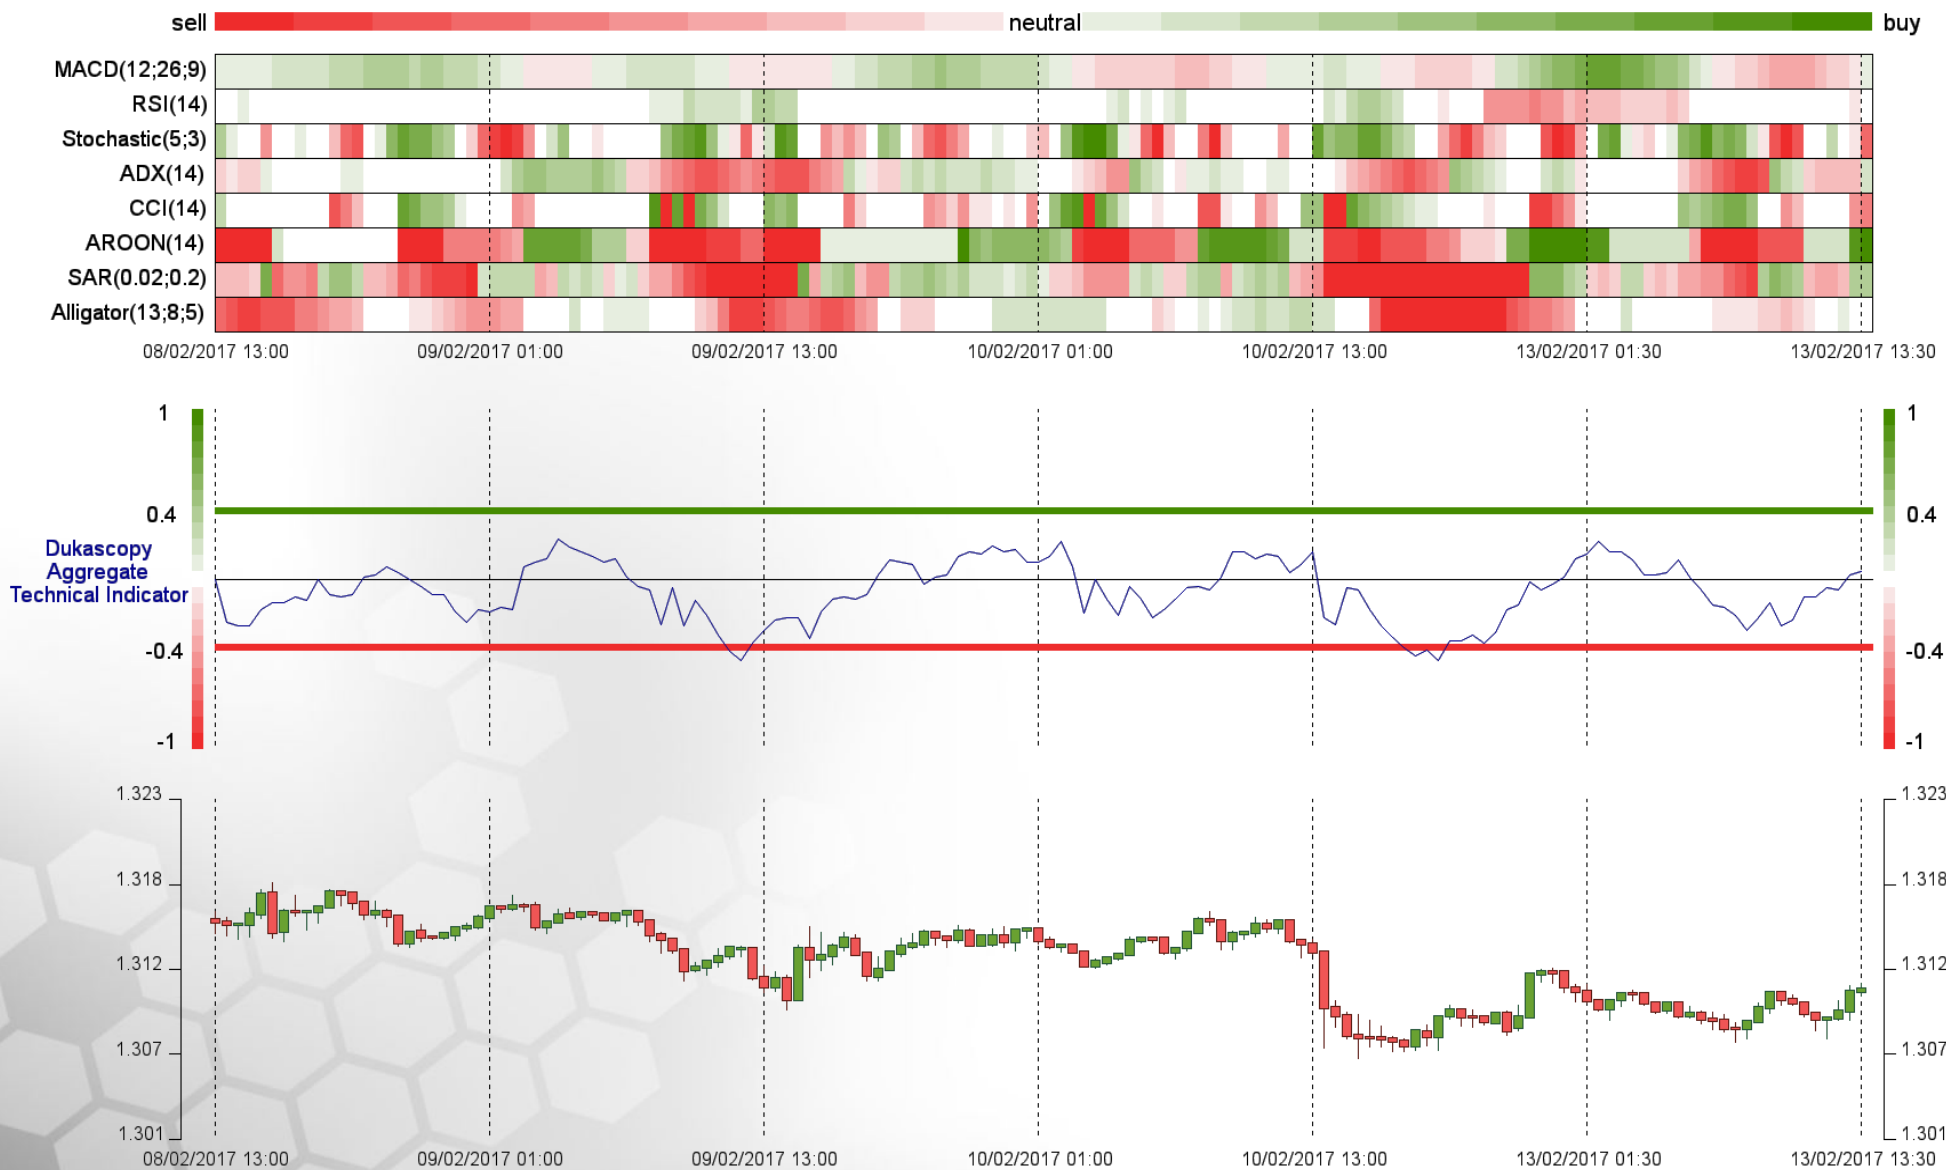 sell neutral buy
MACD(12;26;9)
RSI(14)
Stochastic(5;3)
ADX(14)
CCI(14)
AROON(14)
SAR(0.02;0.2)
Alligator(13;8;5)
08/02/2017 13:00 09/02/2017 01:00 09/02/2017 13:00 10/02/2017 01:00 10/02/2017 13:00 13/02/2017 01:30 13/02/2017 13:30
1 1
0.4 0.4
Dukascopy
Aggregate
Technical Indicator
-0.4 -0.4
-1 -1
1.323 1.323
1.318 1.318
1.312 1.312
1.307 1.307
1.301 1.301
08/02/2017 13:00 09/02/2017 01:00 09/02/2017 13:00 10/02/2017 01:00 10/02/2017 13:00 13/02/2017 01:30 13/02/2017 13:30